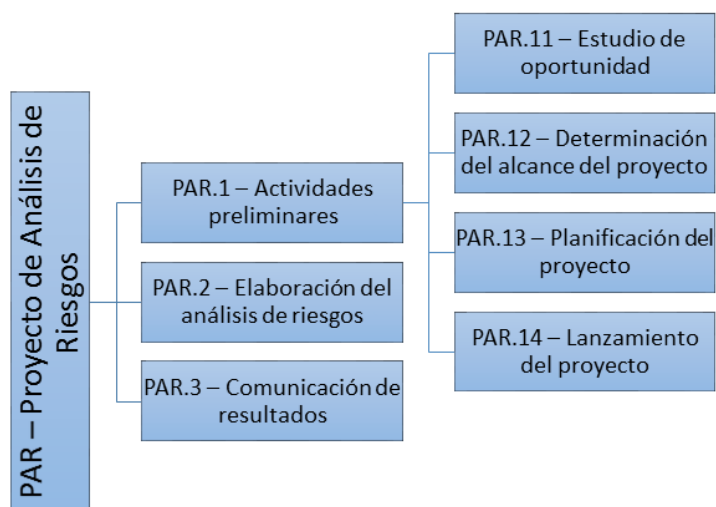 PAR – Proyecto de Análisis de
Riesgos
PAR.1 – Actividades
preliminares
PAR.2 – Elaboración del
análisis de riesgos
PAR.3 – Comunicación de
resultados
PAR.11 – Estudio de
oportunidad
PAR.12 – Determinación
del alcance del proyecto
PAR.13 – Planificación del
proyecto
PAR.14 – Lanzamiento
del proyecto